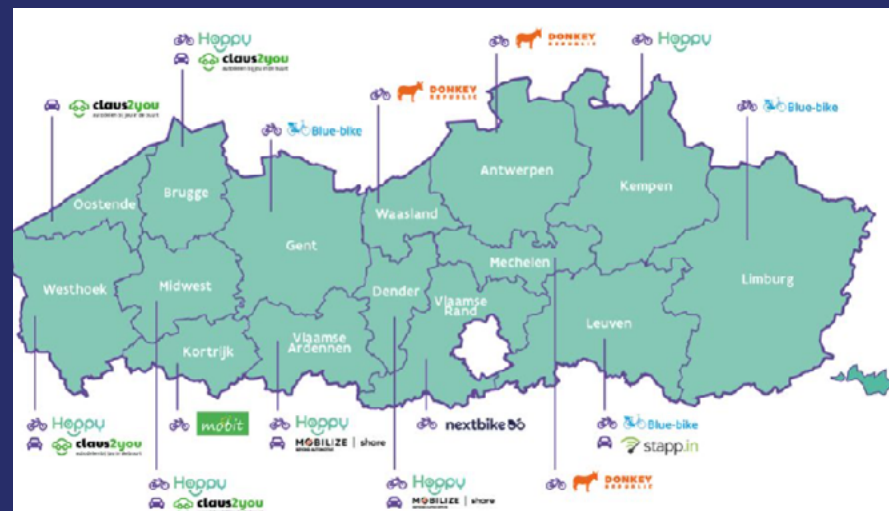 Hoppy
claus2you
DONKEY
REPUBLIC
Hoppy
claus2you
DONKEY
REPUBLIC
Blue-bike
Blue-bike
Antwerpen
Kempen
Oostende
Brugge
Waasland
Gent
Mechelen
Westhoek
Midwest
Dender
Vlaamse
Rand
Limburg
Leuven
Kortrijk
Vlaamse
Ardennen
Hoppy
claus2you
mobit
Hoppy
MOBILIZE | share
nextbike
Blue-bike
stapp.in
Hoppy
claus2you
Hoppy
MOBILIZE | share
DONKEY
REPUBLIC